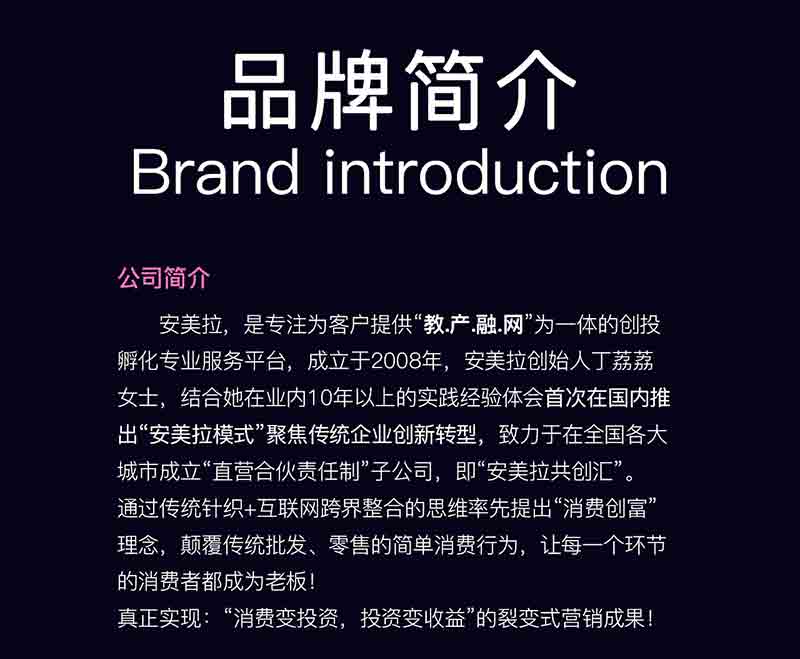 品牌简介
Brand introduction
公司简介
安美拉，是专注为客户提供“教.产.融.网”为一体的创投
孵化专业服务平台，成立于2008年，安美拉创始人丁荔荔
女士，结合她在业内10年以上的实践经验体会首次在国内推
出“安美拉模式”聚焦传统企业创新转型，致力于在全国各大
城市成立“直营合伙责任制”子公司，即“安美拉共创汇”。
通过传统针织+互联网跨界整合的思维率先提出“消费创富”
理念，颠覆传统批发、零售的简单消费行为，让每一个环节
的消费者都成为老板！
真正实现：“消费变投资，投资变收益”的裂变式营销成果！